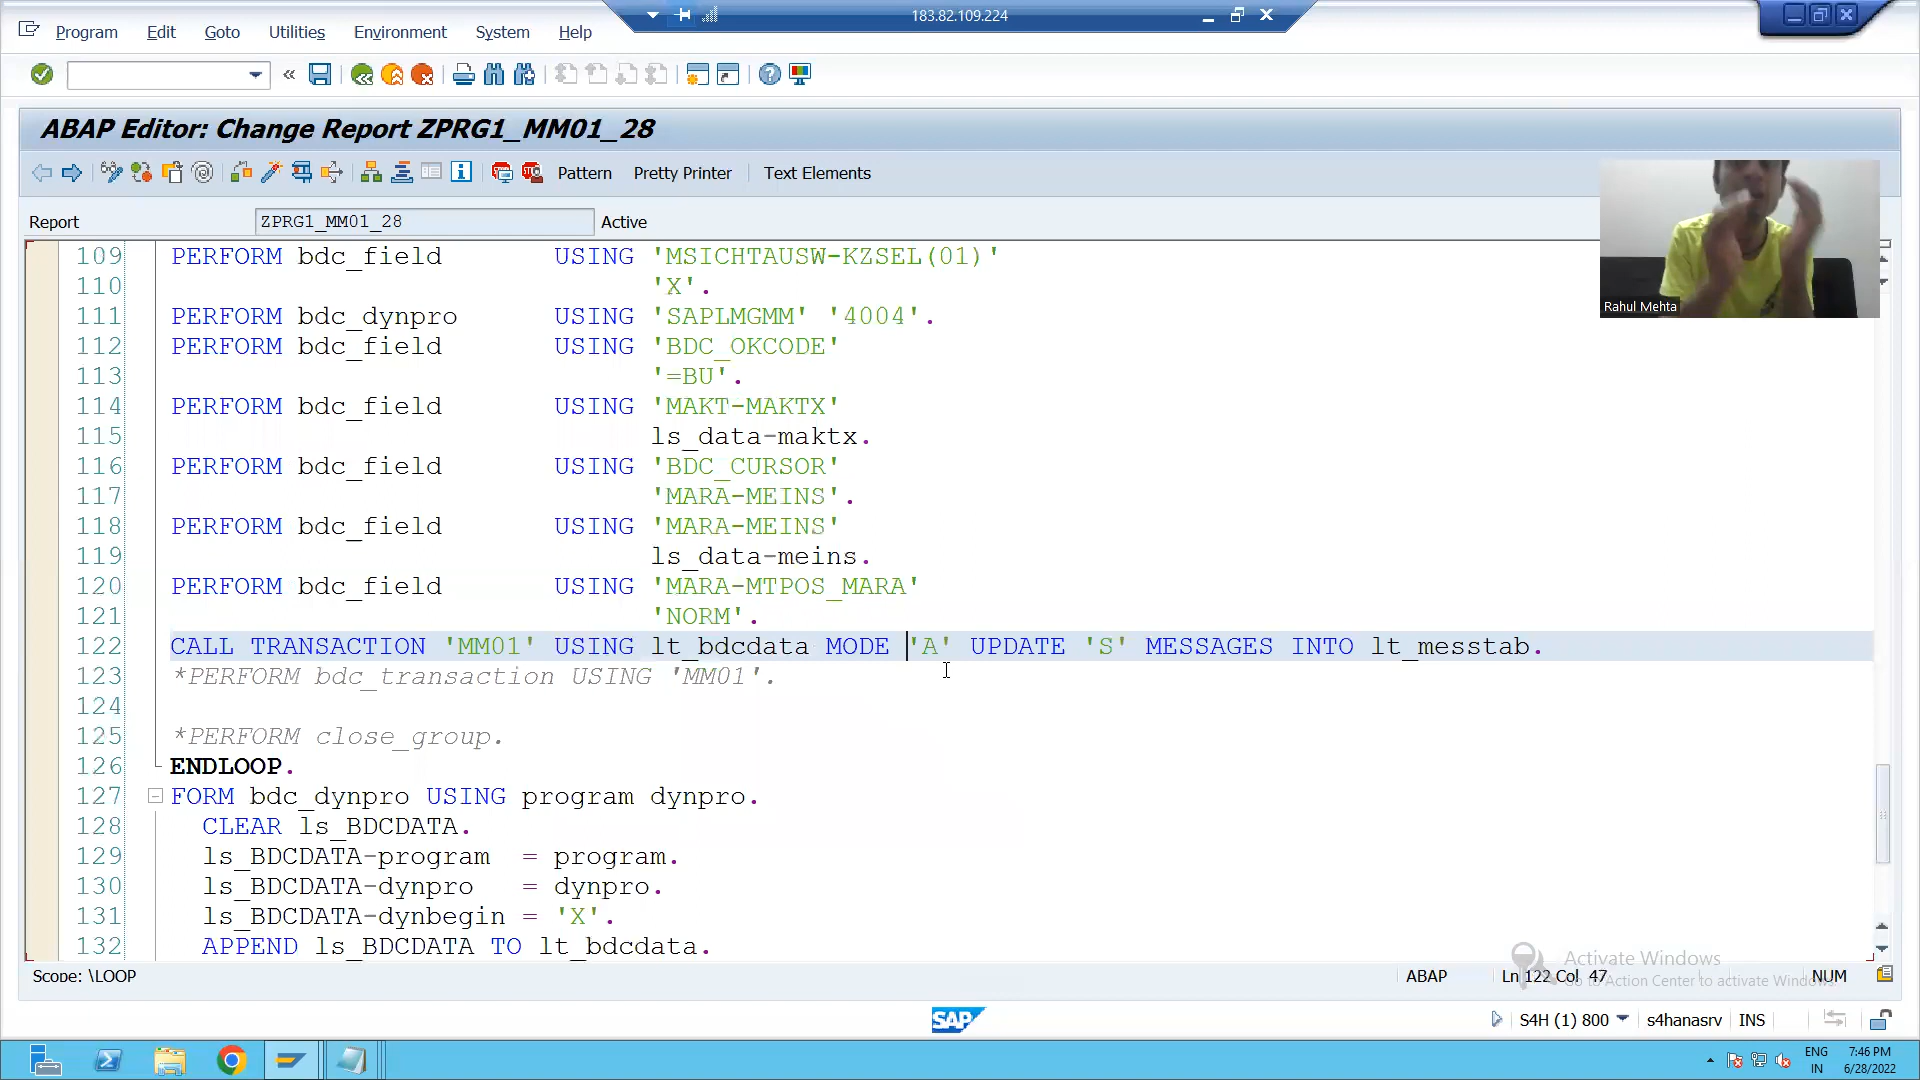 183.82.109.224
Program Edit Goto Utilities Environment System Help
ABAP Editor: Change Report ZPRG1_MM01_28
Pattern Pretty Printer Text Elements
Report ZPRG1_MM01_28 Active
Rahul Mehta
109 PERFORM bdc_field USING 'MSICHTAUSW-KZSEL(01)'
110 'X'.
111 PERFORM bdc_dynpro USING 'SAPLMGMM' '4004'.
112 PERFORM bdc_field USING 'BDC_OKCODE'
113 '=BU'.
114 PERFORM bdc_field USING 'MAKT-MAKTX'
115 ls_data-maktx.
116 PERFORM bdc_field USING 'BDC_CURSOR'
117 'MARA-MEINS'.
118 PERFORM bdc_field USING 'MARA-MEINS'
119 ls_data-meins.
120 PERFORM bdc_field USING 'MARA-MTPOS_MARA'
121 'NORM'.
122 CALL TRANSACTION 'MM01' USING lt_bdcdata MODE 'A' UPDATE 'S' MESSAGES INTO lt_messtab.
123 *PERFORM bdc_transaction USING 'MM01'.
124
125 *PERFORM close_group.
126 ENDLOOP.
127 FORM bdc_dynpro USING program dynpro.
128 CLEAR ls_BDCDATA.
129 ls_BDCDATA-program = program.
130 ls_BDCDATA-dynpro = dynpro.
131 ls_BDCDATA-dynbegin = 'X'.
132 APPEND ls_BDCDATA TO lt_bdcdata.
Activate Windows
Go to Action Center to activate Windows.
Scope: \LOOP ABAP Ln 122 Col 47 NUM
SAP S4H (1) 800 s4hanasrv INS
ENG 7:46 PM
IN 6/28/2022